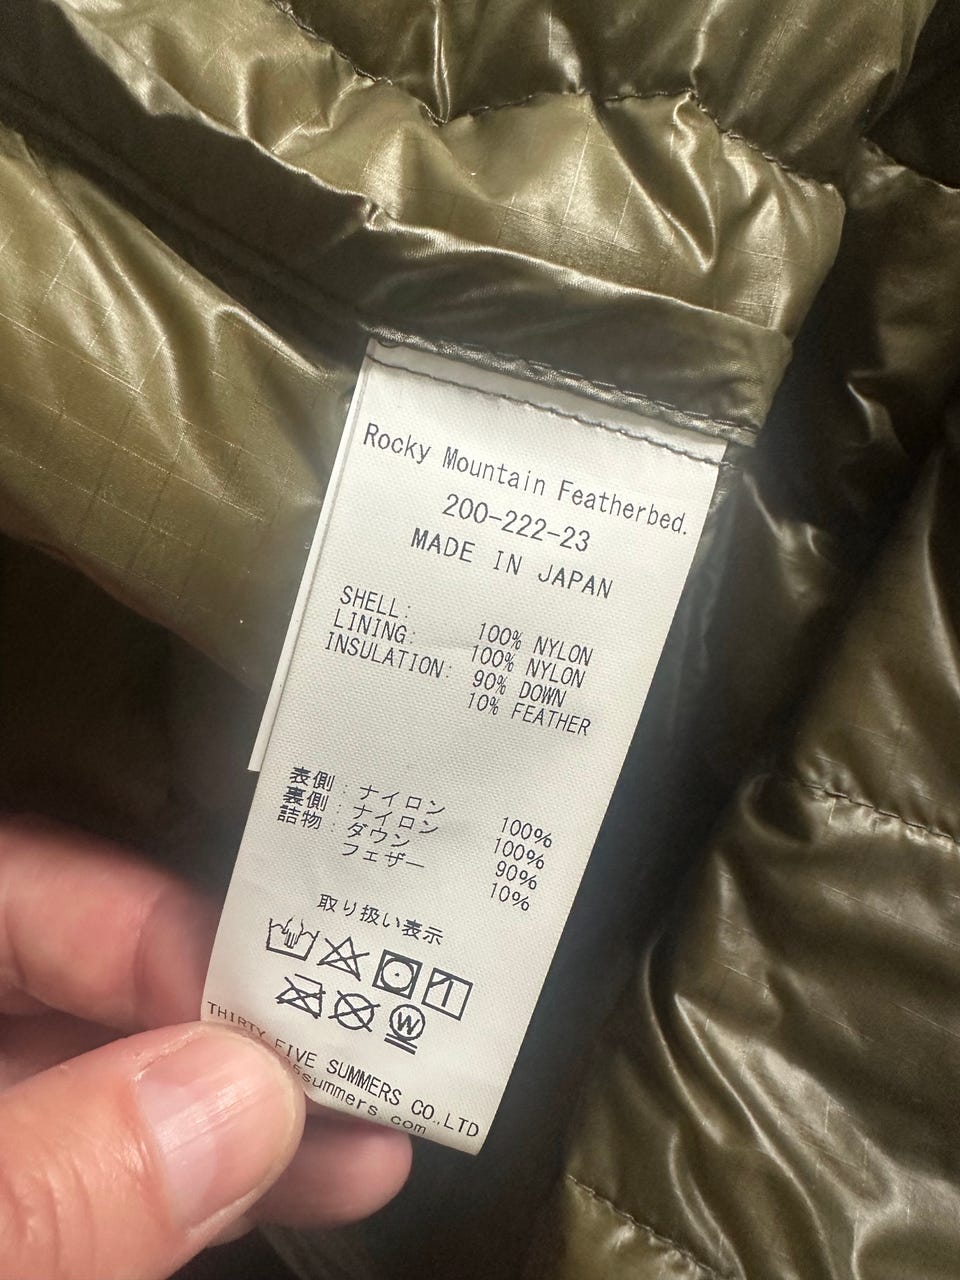 Rocky Mountain Featherbed.
200-222-23
MADE IN JAPAN
SHELL: 100% NYLON
LINING: 100% NYLON
INSULATION: 90% DOWN
10% FEATHER
表側：ナイロン 100%
裏側：ナイロン 100%
詰物：ダウン 90%
フェザー 10%
取り扱い表示
W
THIRTY FIVE SUMMERS CO.,LTD
35summers.com